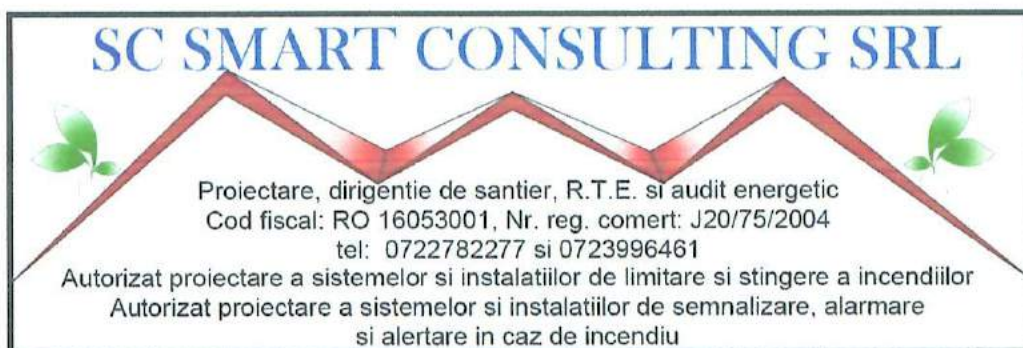 SC SMART CONSULTING SRL
Proiectare, dirigentie de santier, R.T.E. si audit energetic
Cod fiscal: RO 16053001, Nr. reg. comert: J20/75/2004
tel: 0722782277 si 0723996461
Autorizat proiectare a sistemelor si instalatiilor de limitare si stingere a incendiilor
Autorizat proiectare a sistemelor si instalatiilor de semnalizare, alarmare
si alertare in caz de incendiu